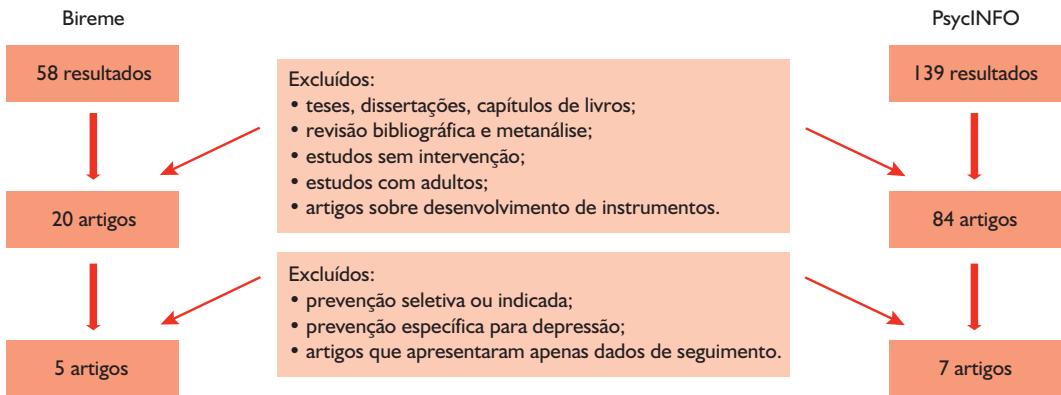 Bireme
PsycINFO
58 resultados
139 resultados
Excluídos:
• teses, dissertações, capítulos de livros;
• revisão bibliográfica e metanálise;
• estudos sem intervenção;
• estudos com adultos;
• artigos sobre desenvolvimento de instrumentos.
20 artigos
84 artigos
Excluídos:
• prevenção seletiva ou indicada;
• prevenção específica para depressão;
• artigos que apresentaram apenas dados de seguimento.
5 artigos
7 artigos